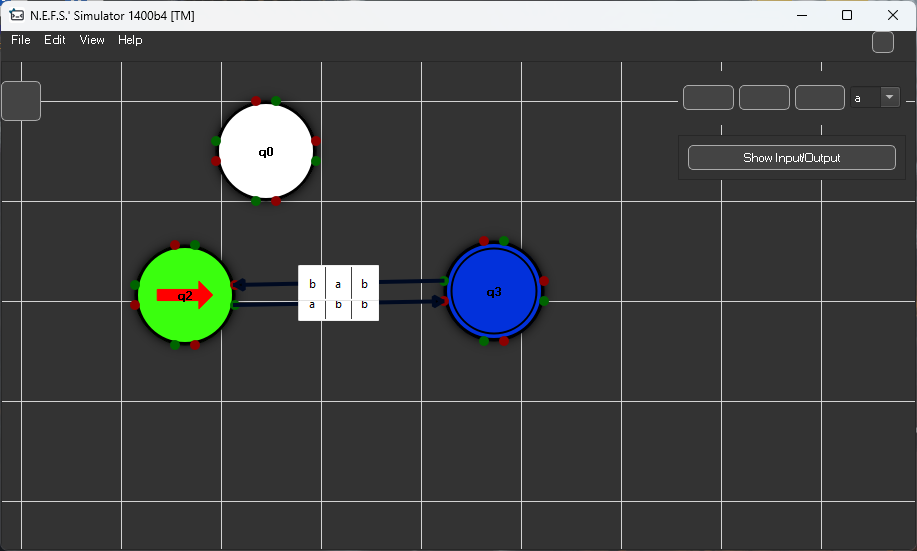 N.E.F.S.' Simulator 1400b4 [TM]
File Edit View Help
a
q0
Show Input/Output
b a b
q2
q3
a b b